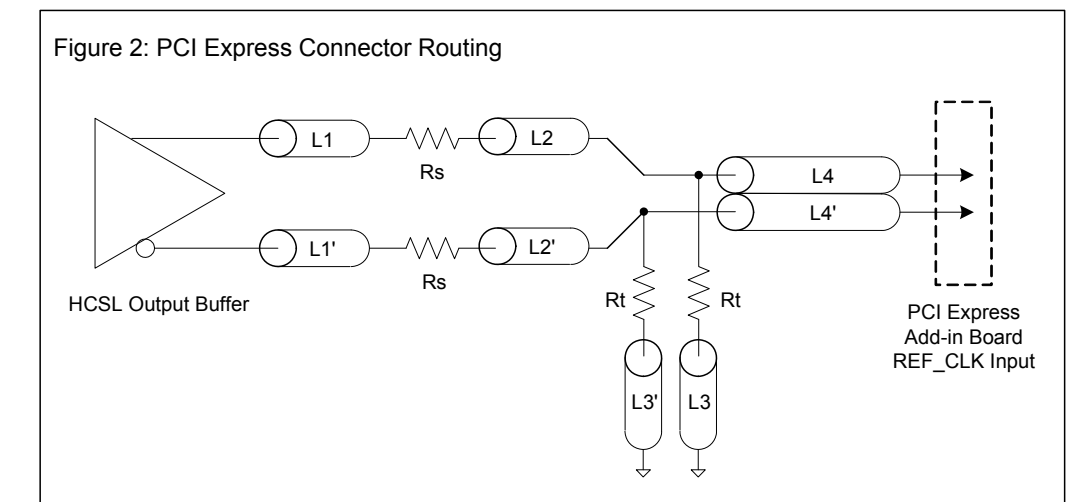 Figure 2: PCI Express Connector Routing
L1
Rs
L2
L4
L4'
L1'
Rs
L2'
HCSL Output Buffer
Rt
Rt
L3'
L3
PCI Express
Add-in Board
REF_CLK Input